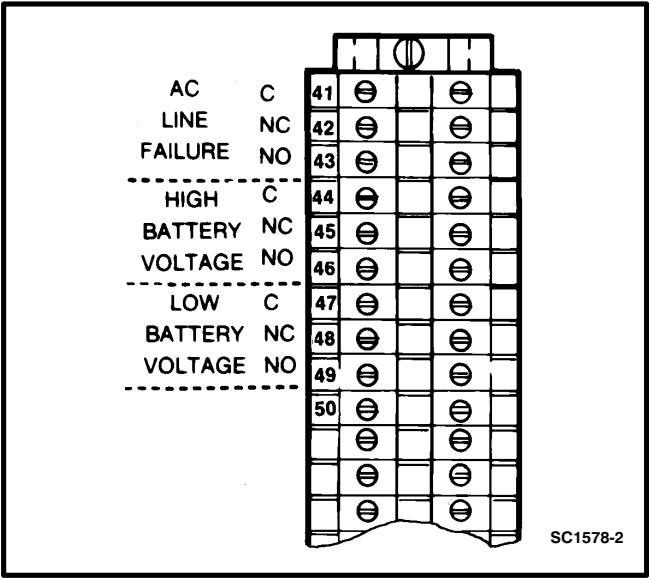 AC C 41
LINE NC 42
FAILURE NO 43
HIGH C 44
BATTERY NC 45
VOLTAGE NO 46
LOW C 47
BATTERY NC 48
VOLTAGE NO 49
50
SC1578-2